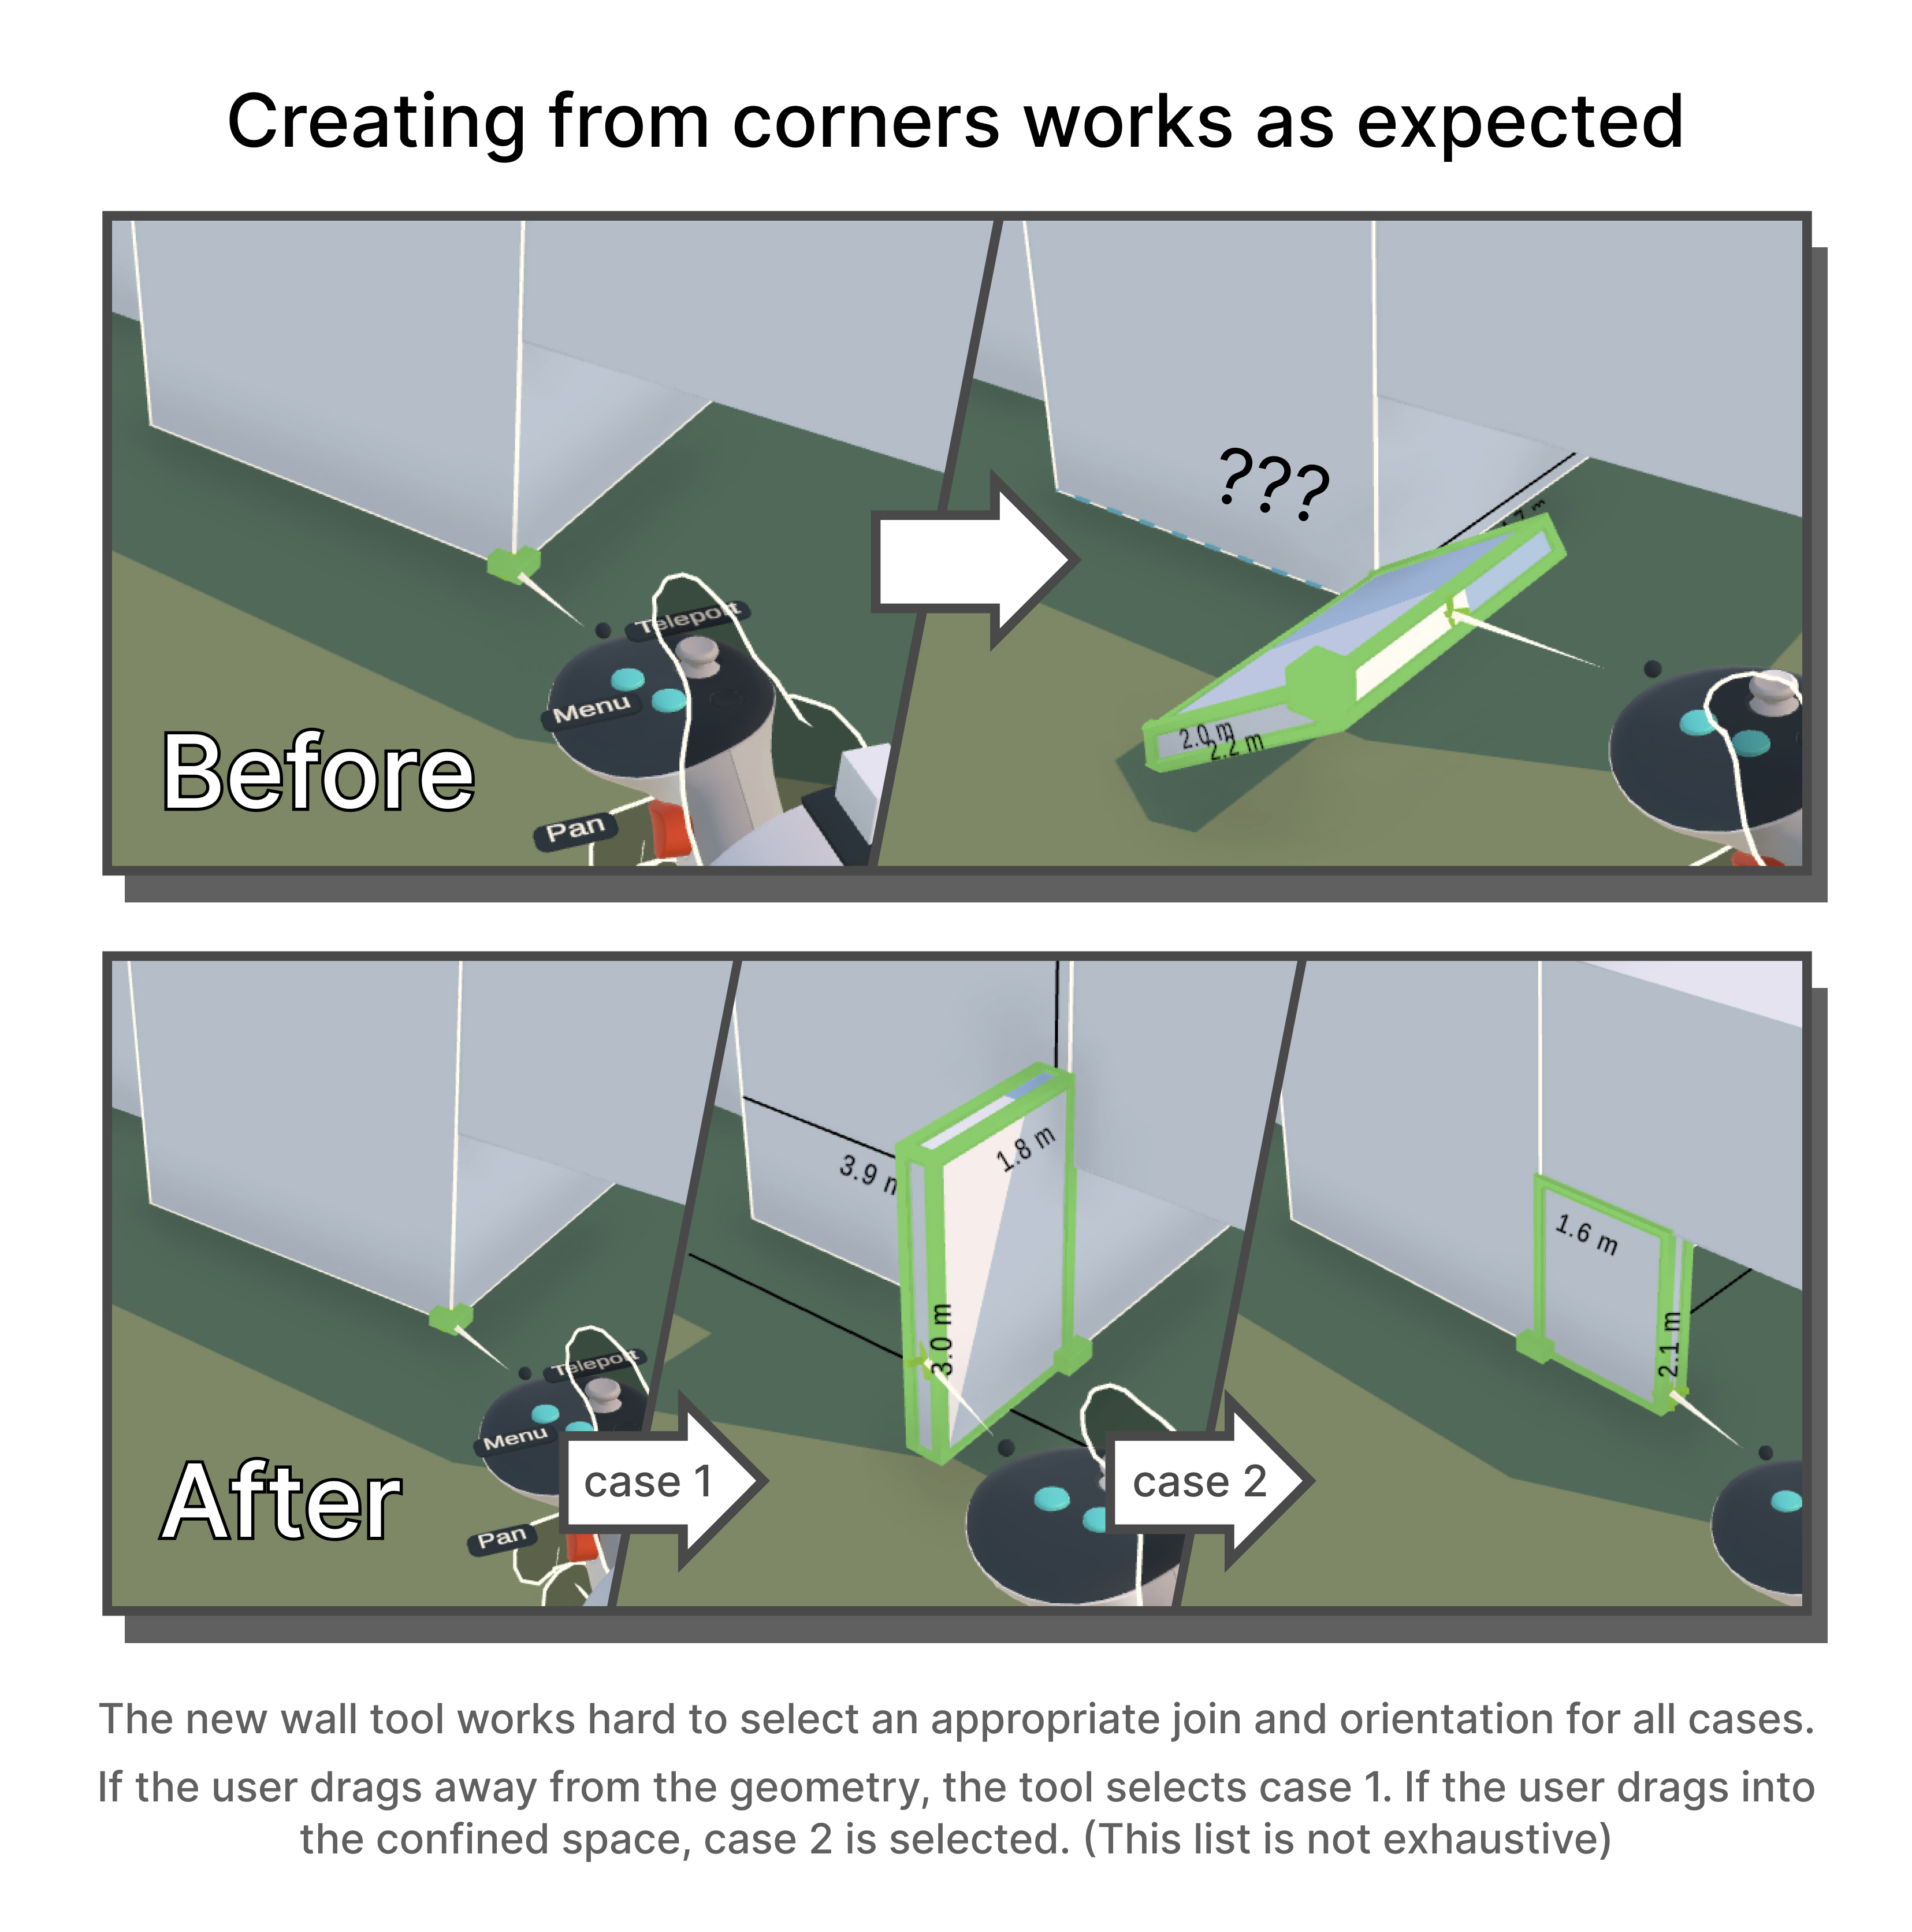 Creating from corners works as expected
???
Teleport
Menu
2.0 m
2.2 m
Before
Pan
1.8 m
3.9
1.6 m
3.0 m
2.1 m
Teleport
Menu
case 1
case 2
After
Pan
The new wall tool works hard to select an appropriate join and orientation for all cases.
If the user drags away from the geometry, the tool selects case 1. If the user drags into
the confined space, case 2 is selected. (This list is not exhaustive)